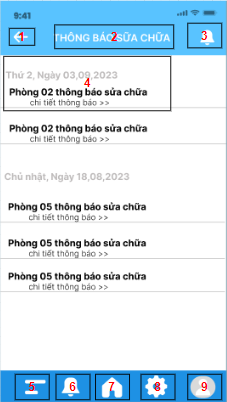 9:41
1
THÔNG BÁO SỬA CHỮA
2
3
Thứ 2, Ngày 03,09,2023
4
Phòng 02 thông báo sửa chữa
chi tiết thông báo >>
Phòng 02 thông báo sửa chữa
chi tiết thông báo >>
Chủ nhật, Ngày 18,08,2023
Phòng 05 thông báo sửa chữa
chi tiết thông báo >>
Phòng 05 thông báo sửa chữa
chi tiết thông báo >>
Phòng 05 thông báo sửa chữa
chi tiết thông báo >>
5 6 7 8 9